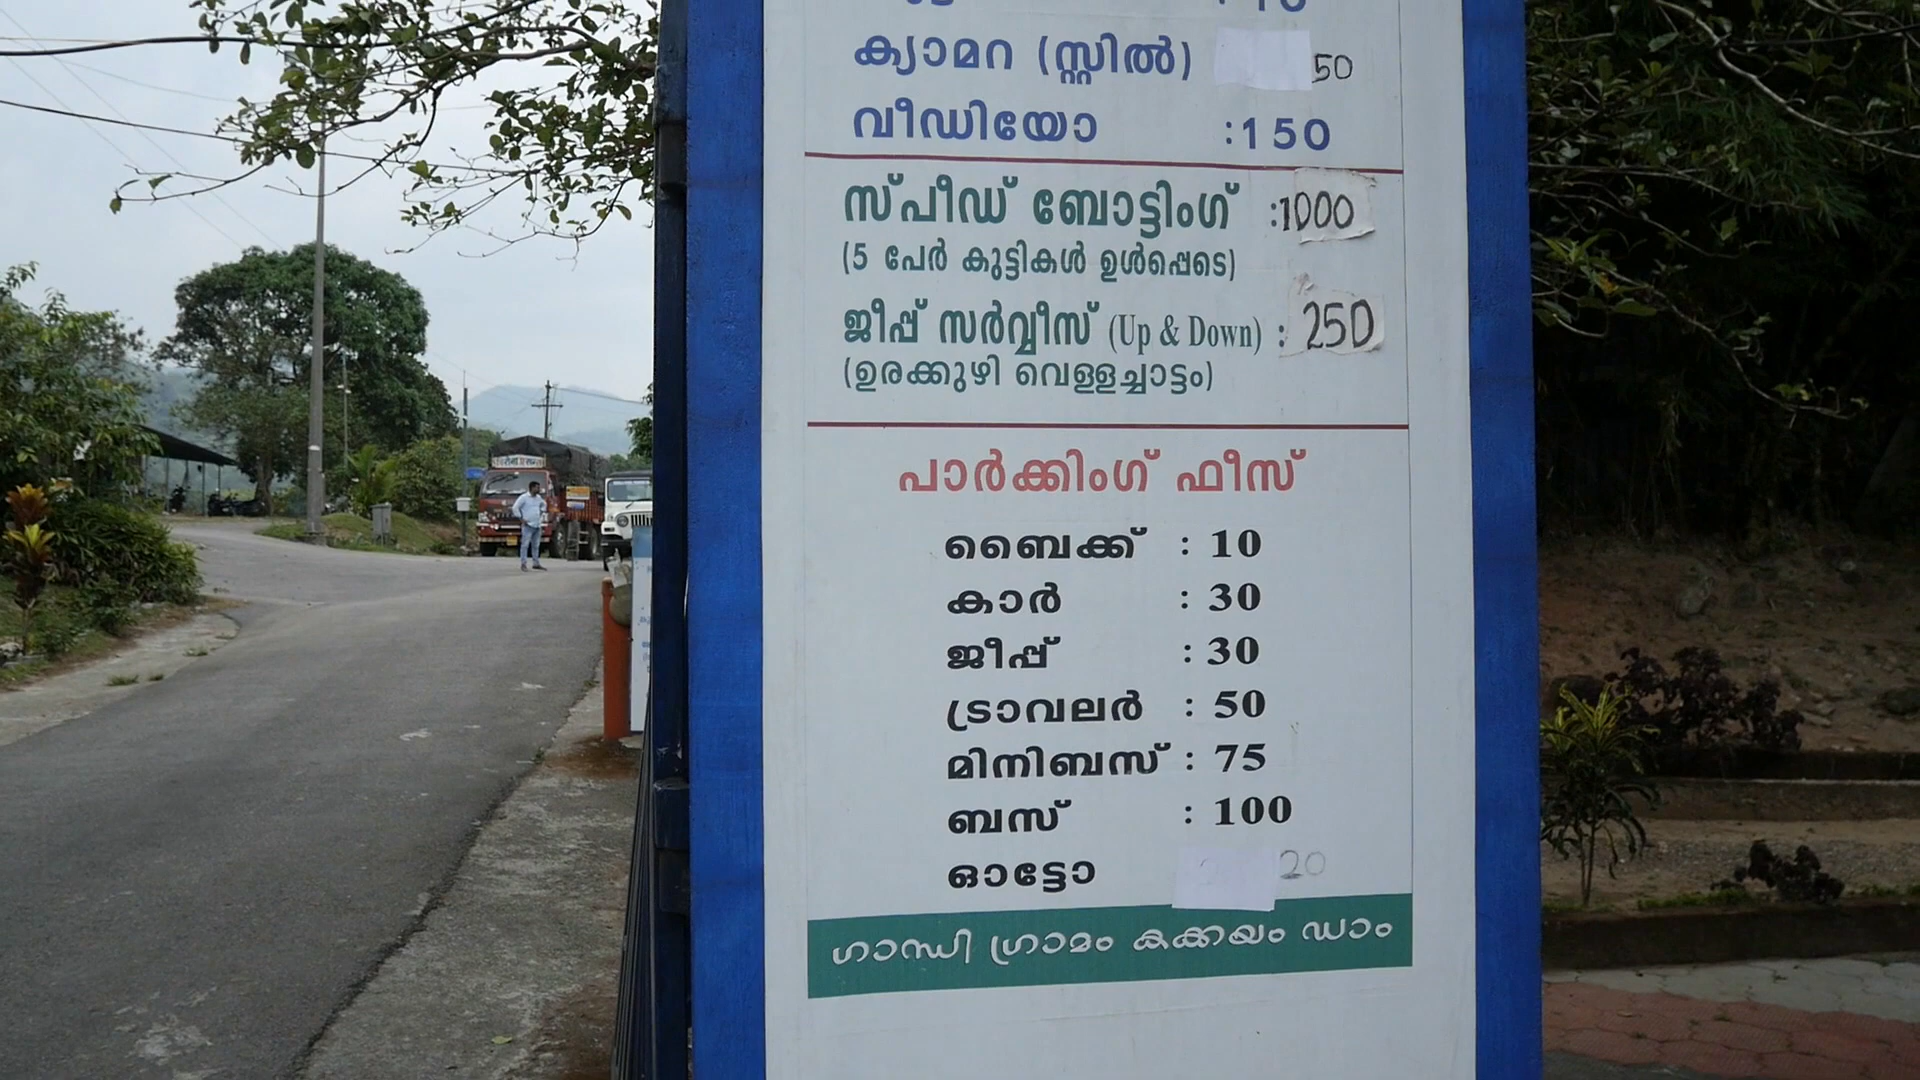 ക്യാമറ (സ്റ്റിൽ) 50
വീഡിയോ :150
സ്പീഡ് ബോട്ടിംഗ് :1000
(5 പേർ കുട്ടികൾ ഉൾപ്പെടെ)
ജീപ്പ് സർവ്വീസ് (Up & Down) : 250
(ഉരക്കുഴി വെള്ളച്ചാട്ടം)
പാർക്കിംഗ് ഫീസ്
ബൈക്ക് : 10
കാർ : 30
ജീപ്പ് : 30
ട്രാവലർ : 50
മിനിബസ് : 75
ബസ് : 100
ഓട്ടോ 20
ഗാന്ധി ഗ്രാമം കക്കയം ഡാം